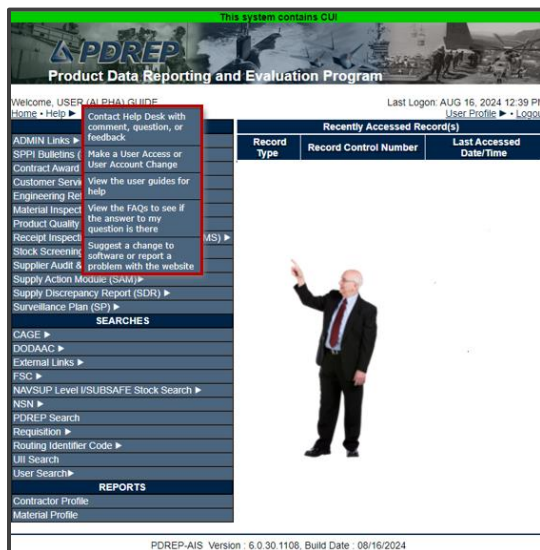 This system contains CUI
PDREP
Product Data Reporting and Evaluation Program
Welcome, USER (ALPHA) GUIDE
Last Logon: AUG 16, 2024 12:39 PM
Home • Help ►
User Profile ► • Logou
Contact Help Desk with
comment, question, or
feedback
Make a User Access or
User Account Change
View the user guides for
help
View the FAQs to see if
the answer to my
question is there
Suggest a change to
software or report a
problem with the website
ADMIN Links ►
SPPI Bulletins (
Contract Award
Customer Servi
Engineering Re
Material Inspect
Product Quality
Receipt Inspecti
MS) ►
Stock Screening
Supplier Audit &
Supply Action Module (SAM)►
Supply Discrepancy Report (SDR) ►
Surveillance Plan (SP) ►
SEARCHES
CAGE ►
DODAAC ►
External Links ►
FSC ►
NAVSUP Level I/SUBSAFE Stock Search ►
NSN ►
PDREP Search
Requisition ►
Routing Identifier Code ►
UII Search
User Search►
REPORTS
Contractor Profile
Material Profile
Recently Accessed Record(s)
Record
Type
Record Control Number
Last Accessed
Date/Time
PDREP-AIS Version : 6.0.30.1108, Build Date : 08/16/2024